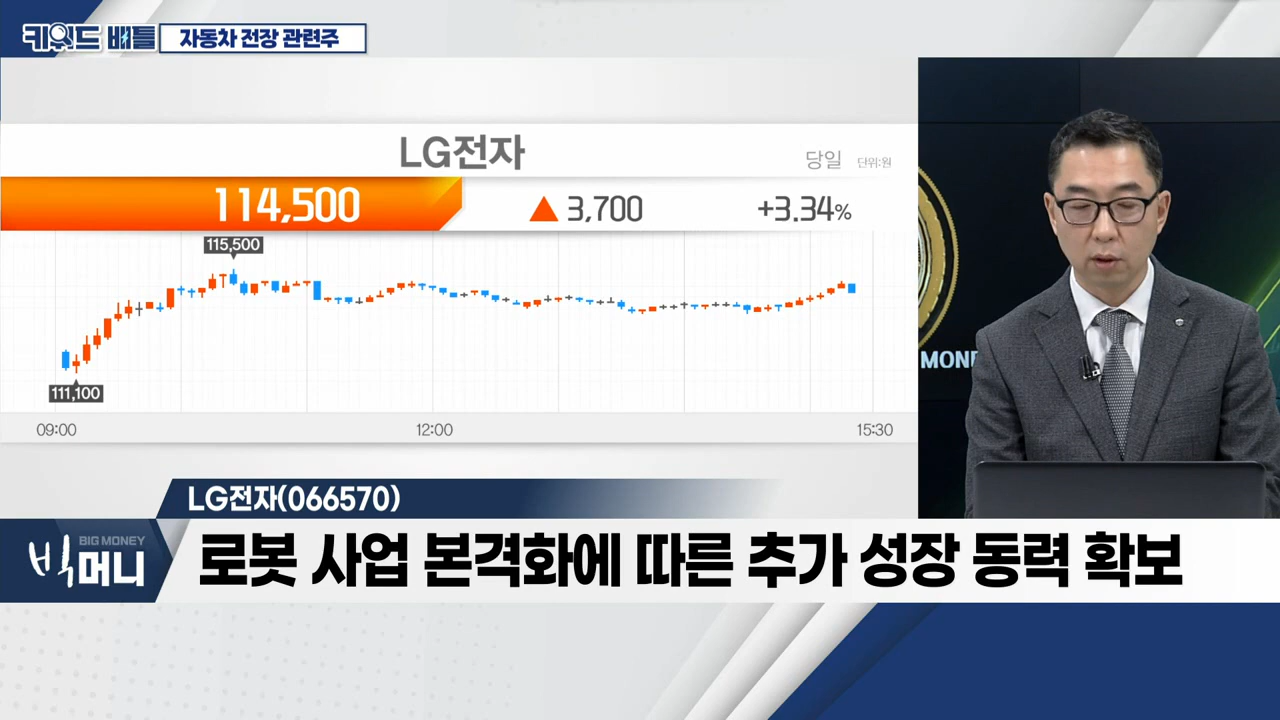 키워드 배틀
자동차 전장 관련주
LG전자
당일 단위:원
114,500 ▲ 3,700 +3.34%
115,500
111,100
09:00 12:00 15:30
MONE
LG전자(066570)
BIG MONEY
빅머니
로봇 사업 본격화에 따른 추가 성장 동력 확보